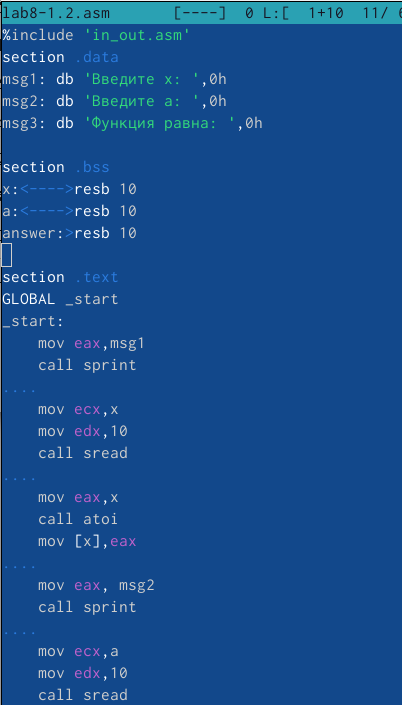 lab8-1.2.asm [----] 0 L:[ 1+10 11/ 6
%include 'in_out.asm'
section .data
msg1: db 'Введите x: ',0h
msg2: db 'Введите a: ',0h
msg3: db 'Функция равна: ',0h
section .bss
x:<---->resb 10
a:<---->resb 10
answer:>resb 10
section .text
GLOBAL _start
_start:
mov eax,msg1
call sprint
....
mov ecx,x
mov edx,10
call sread
....
mov eax,x
call atoi
mov [x],eax
....
mov eax, msg2
call sprint
....
mov ecx,a
mov edx,10
call sread